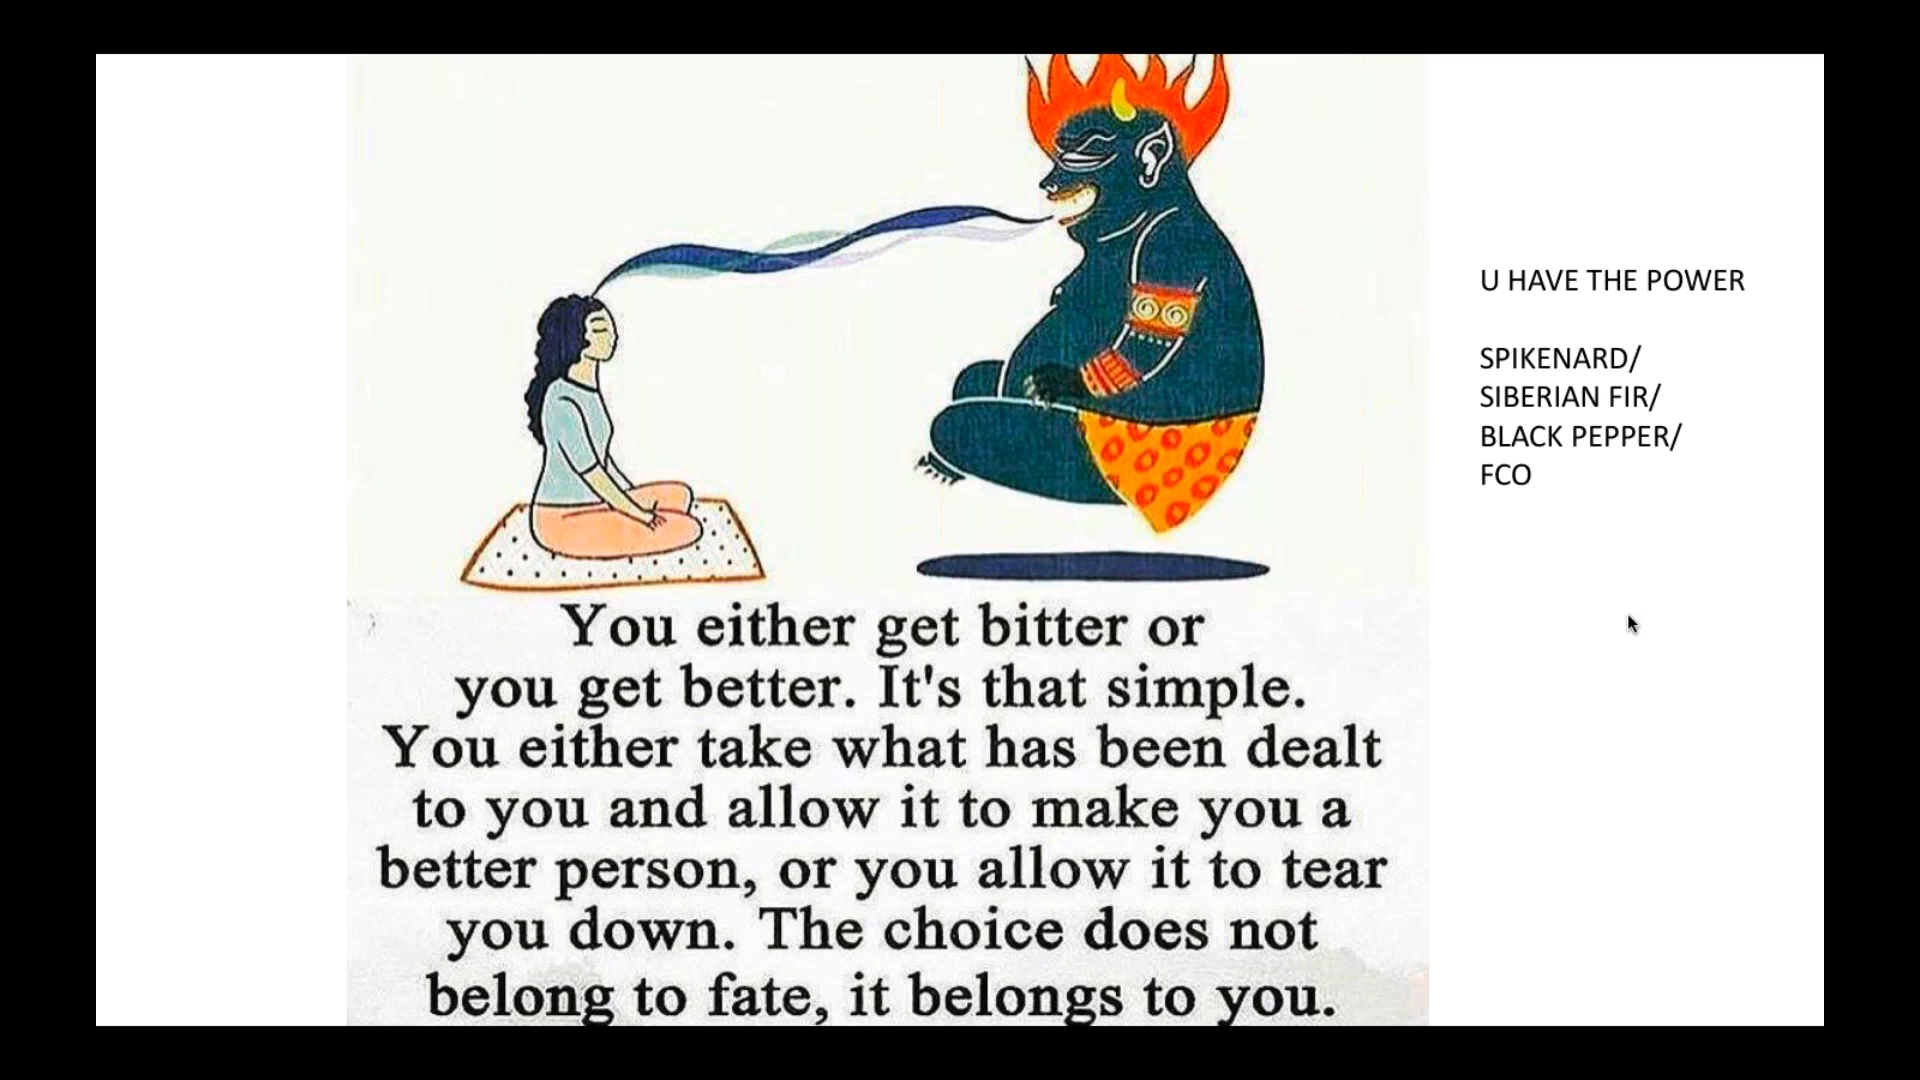 You either get bitter or
you get better. It's that simple.
You either take what has been dealt
to you and allow it to make you a
better person, or you allow it to tear
you down. The choice does not
belong to fate, it belongs to you.
U HAVE THE POWER
SPIKENARD/
SIBERIAN FIR/
BLACK PEPPER/
FCO